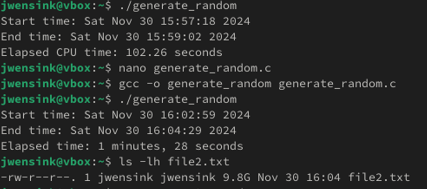 jwensink@vbox:~$ ./generate_random
Start time: Sat Nov 30 15:57:18 2024
End time: Sat Nov 30 15:59:02 2024
Elapsed CPU time: 102.26 seconds
jwensink@vbox:~$ nano generate_random.c
jwensink@vbox:~$ gcc -o generate_random generate_random.c
jwensink@vbox:~$ ./generate_random
Start time: Sat Nov 30 16:02:59 2024
End time: Sat Nov 30 16:04:29 2024
Elapsed time: 1 minutes, 28 seconds
jwensink@vbox:~$ ls -lh file2.txt
-rw-r--r--. 1 jwensink jwensink 9.8G Nov 30 16:04 file2.txt